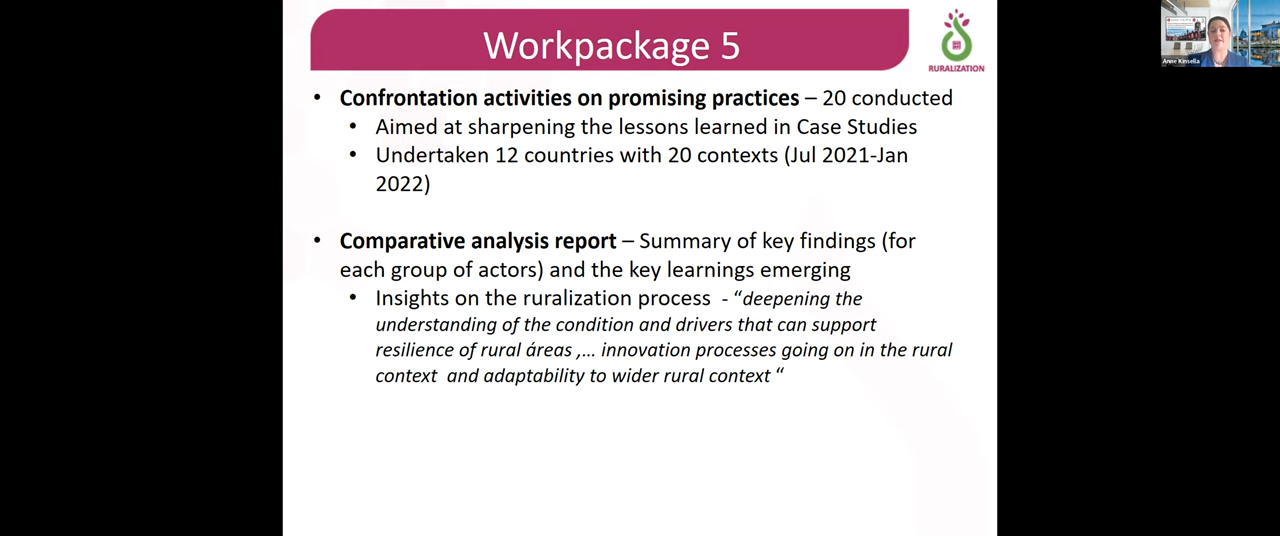 Workpackage 5
RURALIZATION
Anne Kinsella
• Confrontation activities on promising practices – 20 conducted
• Aimed at sharpening the lessons learned in Case Studies
• Undertaken 12 countries with 20 contexts (Jul 2021-Jan
2022)
• Comparative analysis report – Summary of key findings (for
each group of actors) and the key learnings emerging
• Insights on the ruralization process - “deepening the
understanding of the condition and drivers that can support
resilience of rural áreas ,... innovation processes going on in the rural
context and adaptability to wider rural context “